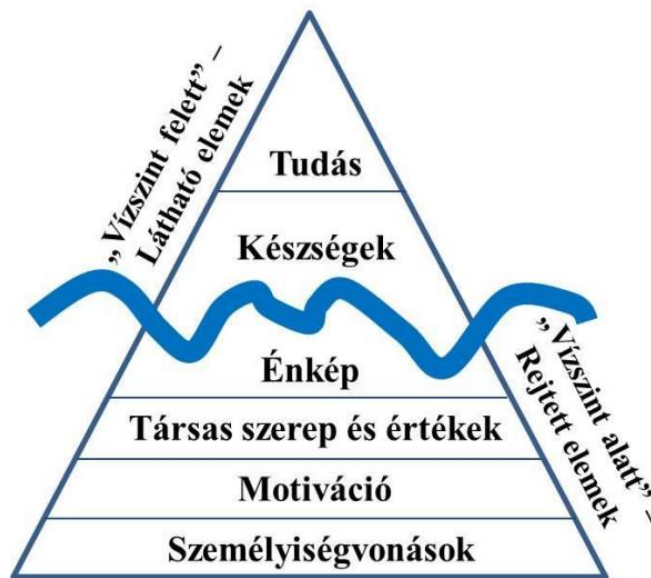 „Vízszint felett” –
Látható elemek
Tudás
Készségek
Énkép
Társas szerep és értékek
Motiváció
Személyiségvonások
„Vízszint alatt” –
Rejtett elemek